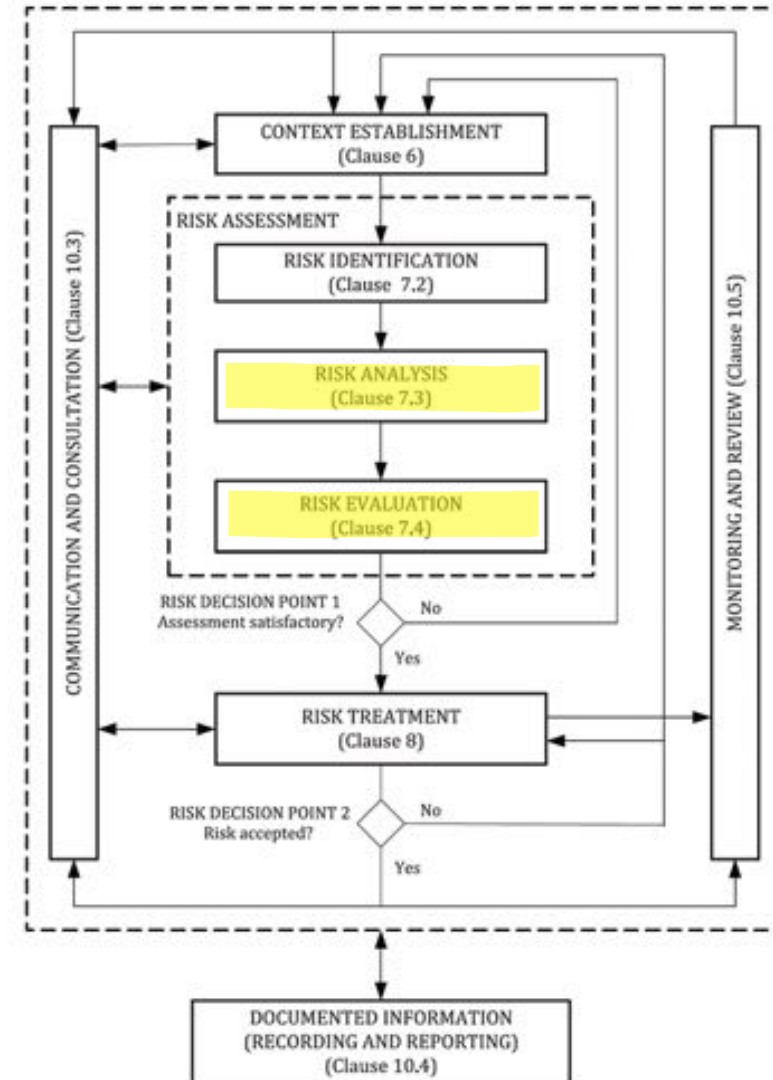 CONTEXT ESTABLISHMENT
(Clause 6)
RISK ASSESSMENT
RISK IDENTIFICATION
(Clause 7.2)
RISK ANALYSIS
(Clause 7.3)
RISK EVALUATION
(Clause 7.4)
RISK DECISION POINT 1
Assessment satisfactory?
No
Yes
RISK TREATMENT
(Clause 8)
RISK DECISION POINT 2
Risk accepted?
No
Yes
COMMUNICATION AND CONSULTATION (Clause 10.3)
MONITORING AND REVIEW (Clause 10.5)
DOCUMENTED INFORMATION
(RECORDING AND REPORTING)
(Clause 10.4)